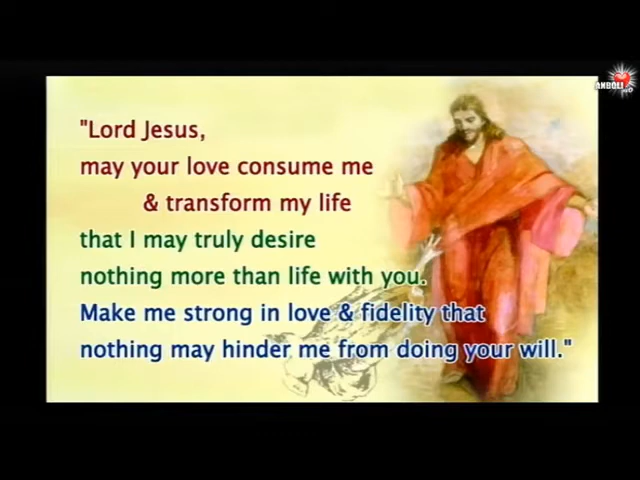 "Lord Jesus,
may your love consume me
& transform my life
that I may truly desire
nothing more than life with you.
Make me strong in love & fidelity that
nothing may hinder me from doing your will."